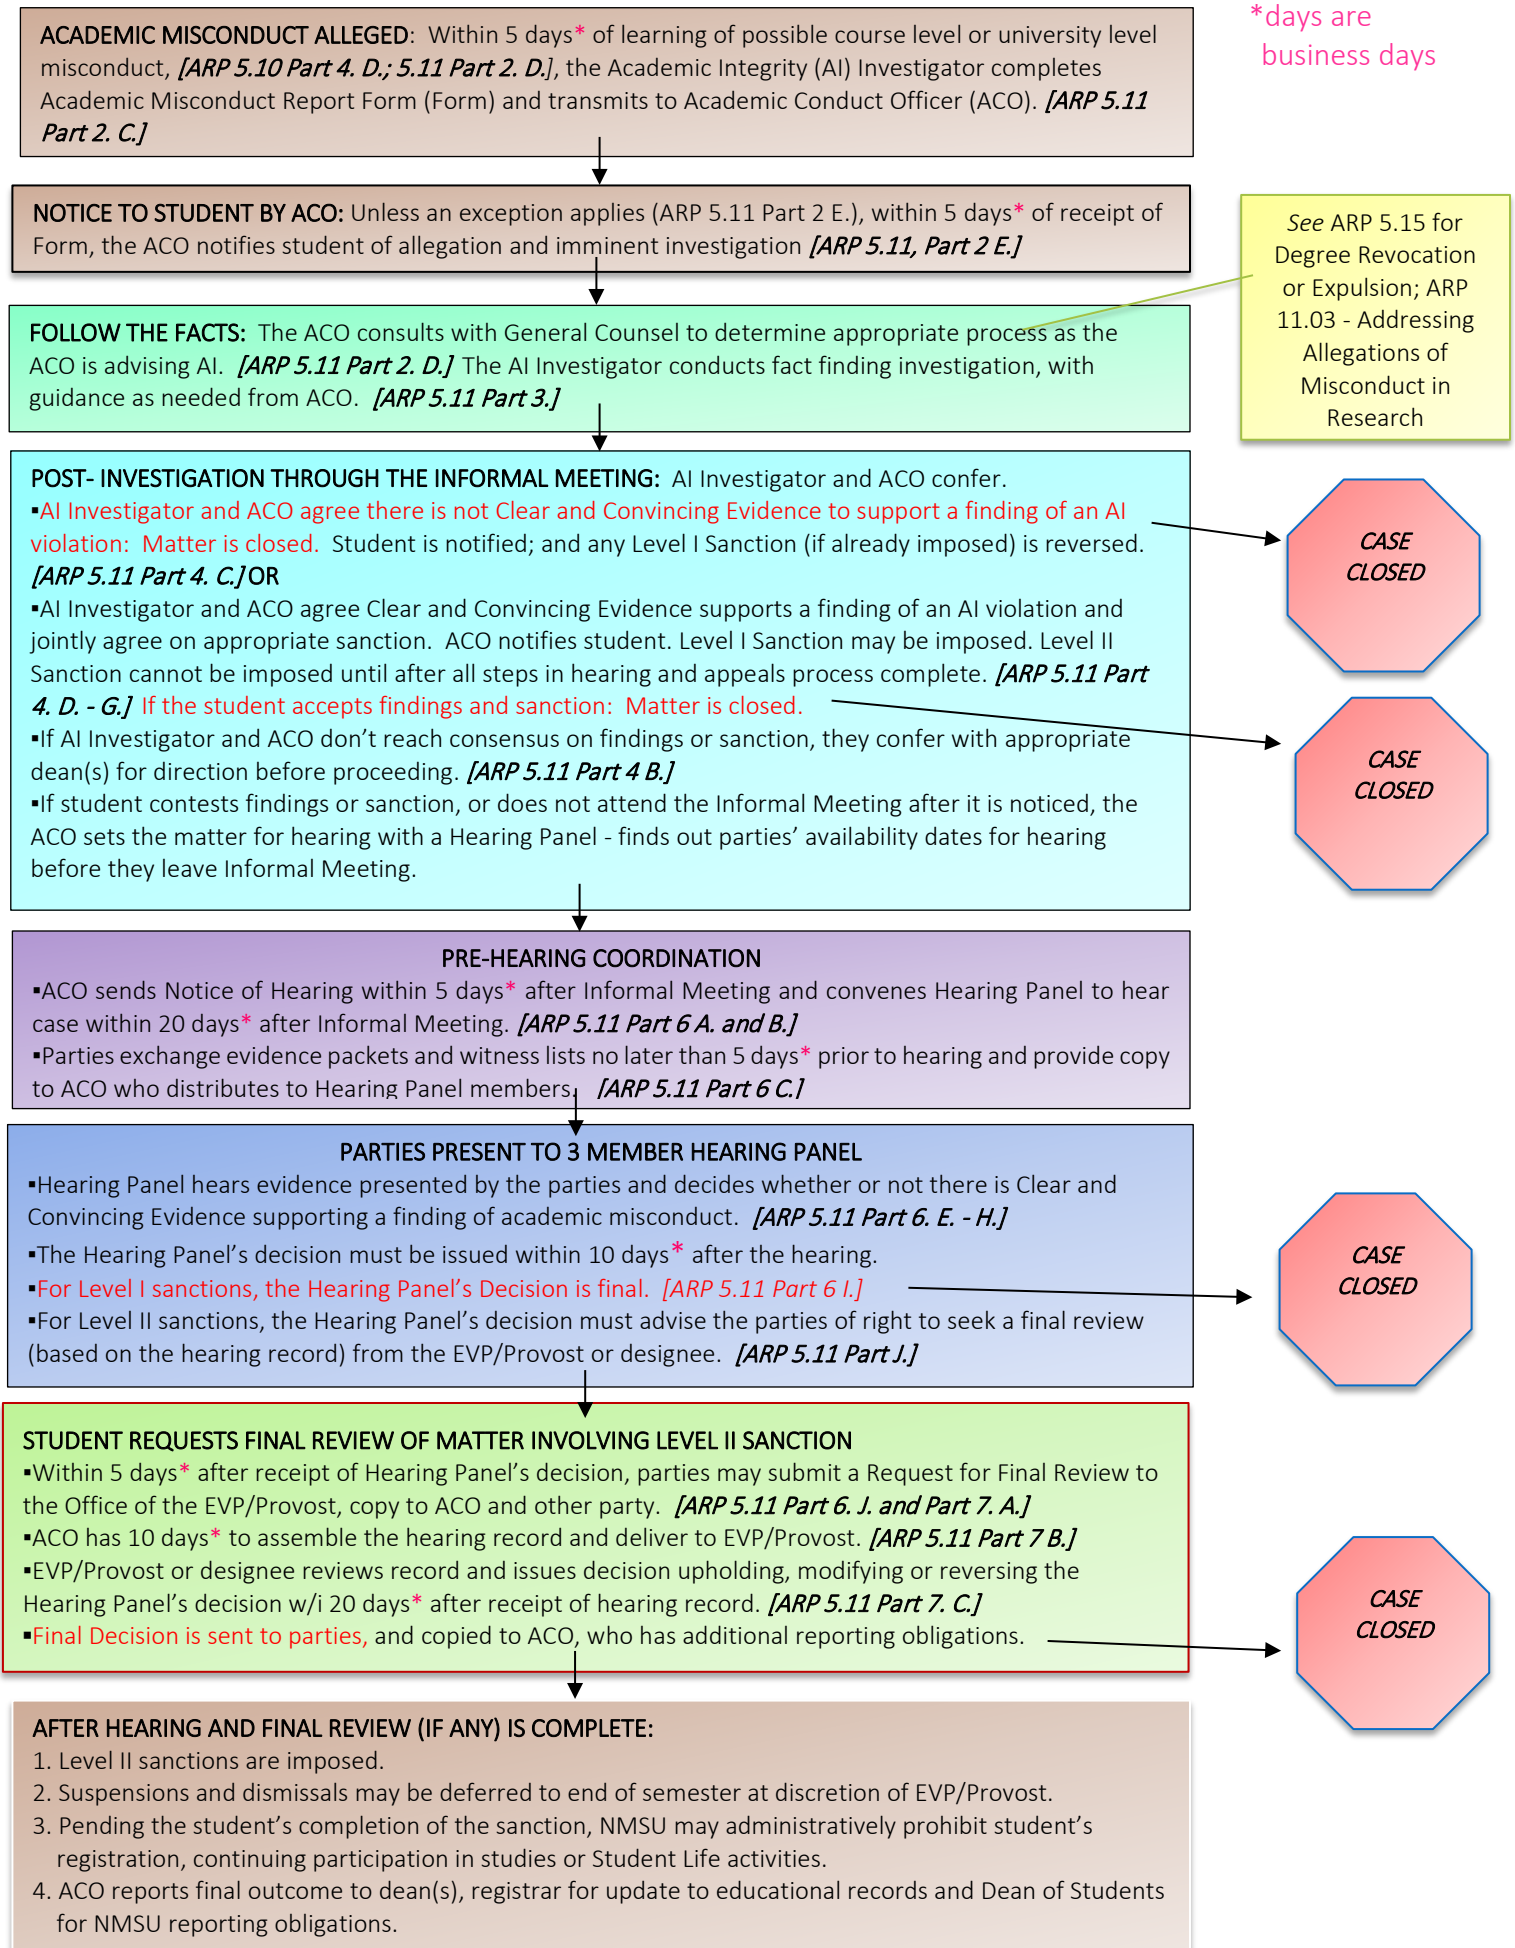 *days are
business days
ACADEMIC MISCONDUCT ALLEGED:  Within 5 days* of learning of possible course level or university level
misconduct, [ARP 5.10 Part 4. D.; 5.11 Part 2. D.], the Academic Integrity (AI) Investigator completes
Academic Misconduct Report Form (Form) and transmits to Academic Conduct Officer (ACO). [ARP 5.11
Part 2. C.]
NOTICE TO STUDENT BY ACO: Unless an exception applies (ARP 5.11 Part 2 E.), within 5 days* of receipt of
Form, the ACO notifies student of allegation and imminent investigation [ARP 5.11, Part 2 E.]
See ARP 5.15 for
Degree Revocation
or Expulsion; ARP
11.03 - Addressing
Allegations of
Misconduct in
Research
FOLLOW THE FACTS:  The ACO consults with General Counsel to determine appropriate process as the
ACO is advising AI.  [ARP 5.11 Part 2. D.] The AI Investigator conducts fact finding investigation, with
guidance as needed from ACO.  [ARP 5.11 Part 3.]
POST- INVESTIGATION THROUGH THE INFORMAL MEETING:  AI Investigator and ACO confer.
▪AI Investigator and ACO agree there is not Clear and Convincing Evidence to support a finding of an AI
violation:  Matter is closed.  Student is notified; and any Level I Sanction (if already imposed) is reversed.
[ARP 5.11 Part 4. C.] OR
▪AI Investigator and ACO agree Clear and Convincing Evidence supports a finding of an AI violation and
jointly agree on appropriate sanction.  ACO notifies student. Level I Sanction may be imposed. Level II
Sanction cannot be imposed until after all steps in hearing and appeals process complete. [ARP 5.11 Part
4. D. - G.] If the student accepts findings and sanction:  Matter is closed.
▪If AI Investigator and ACO don't reach consensus on findings or sanction, they confer with appropriate
dean(s) for direction before proceeding. [ARP 5.11 Part 4 B.]
▪If student contests findings or sanction, or does not attend the Informal Meeting after it is noticed, the
ACO sets the matter for hearing with a Hearing Panel - finds out parties' availability dates for hearing
before they leave Informal Meeting.
CASE
CLOSED
CASE
CLOSED
PRE-HEARING COORDINATION
▪ACO sends Notice of Hearing within 5 days* after Informal Meeting and convenes Hearing Panel to hear
case within 20 days* after Informal Meeting. [ARP 5.11 Part 6 A. and B.]
▪Parties exchange evidence packets and witness lists no later than 5 days* prior to hearing and provide copy
to ACO who distributes to Hearing Panel members.  [ARP 5.11 Part 6 C.]
PARTIES PRESENT TO 3 MEMBER HEARING PANEL
▪Hearing Panel hears evidence presented by the parties and decides whether or not there is Clear and
Convincing Evidence supporting a finding of academic misconduct.  [ARP 5.11 Part 6. E. - H.]
▪The Hearing Panel's decision must be issued within 10 days* after the hearing.
▪For Level I sanctions, the Hearing Panel's Decision is final.  [ARP 5.11 Part 6 I.]
▪For Level II sanctions, the Hearing Panel's decision must advise the parties of right to seek a final review
(based on the hearing record) from the EVP/Provost or designee.  [ARP 5.11 Part J.]
CASE
CLOSED
STUDENT REQUESTS FINAL REVIEW OF MATTER INVOLVING LEVEL II SANCTION
▪Within 5 days* after receipt of Hearing Panel's decision, parties may submit a Request for Final Review to
the Office of the EVP/Provost, copy to ACO and other party.  [ARP 5.11 Part 6. J. and Part 7. A.]
▪ACO has 10 days* to assemble the hearing record and deliver to EVP/Provost. [ARP 5.11 Part 7 B.]
▪EVP/Provost or designee reviews record and issues decision upholding, modifying or reversing the
Hearing Panel's decision w/i 20 days* after receipt of hearing record. [ARP 5.11 Part 7. C.]
▪Final Decision is sent to parties, and copied to ACO, who has additional reporting obligations.
CASE
CLOSED
AFTER HEARING AND FINAL REVIEW (IF ANY) IS COMPLETE:
1. Level II sanctions are imposed.
2. Suspensions and dismissals may be deferred to end of semester at discretion of EVP/Provost.
3. Pending the student's completion of the sanction, NMSU may administratively prohibit student's
registration, continuing participation in studies or Student Life activities.
4. ACO reports final outcome to dean(s), registrar for update to educational records and Dean of Students
for NMSU reporting obligations.